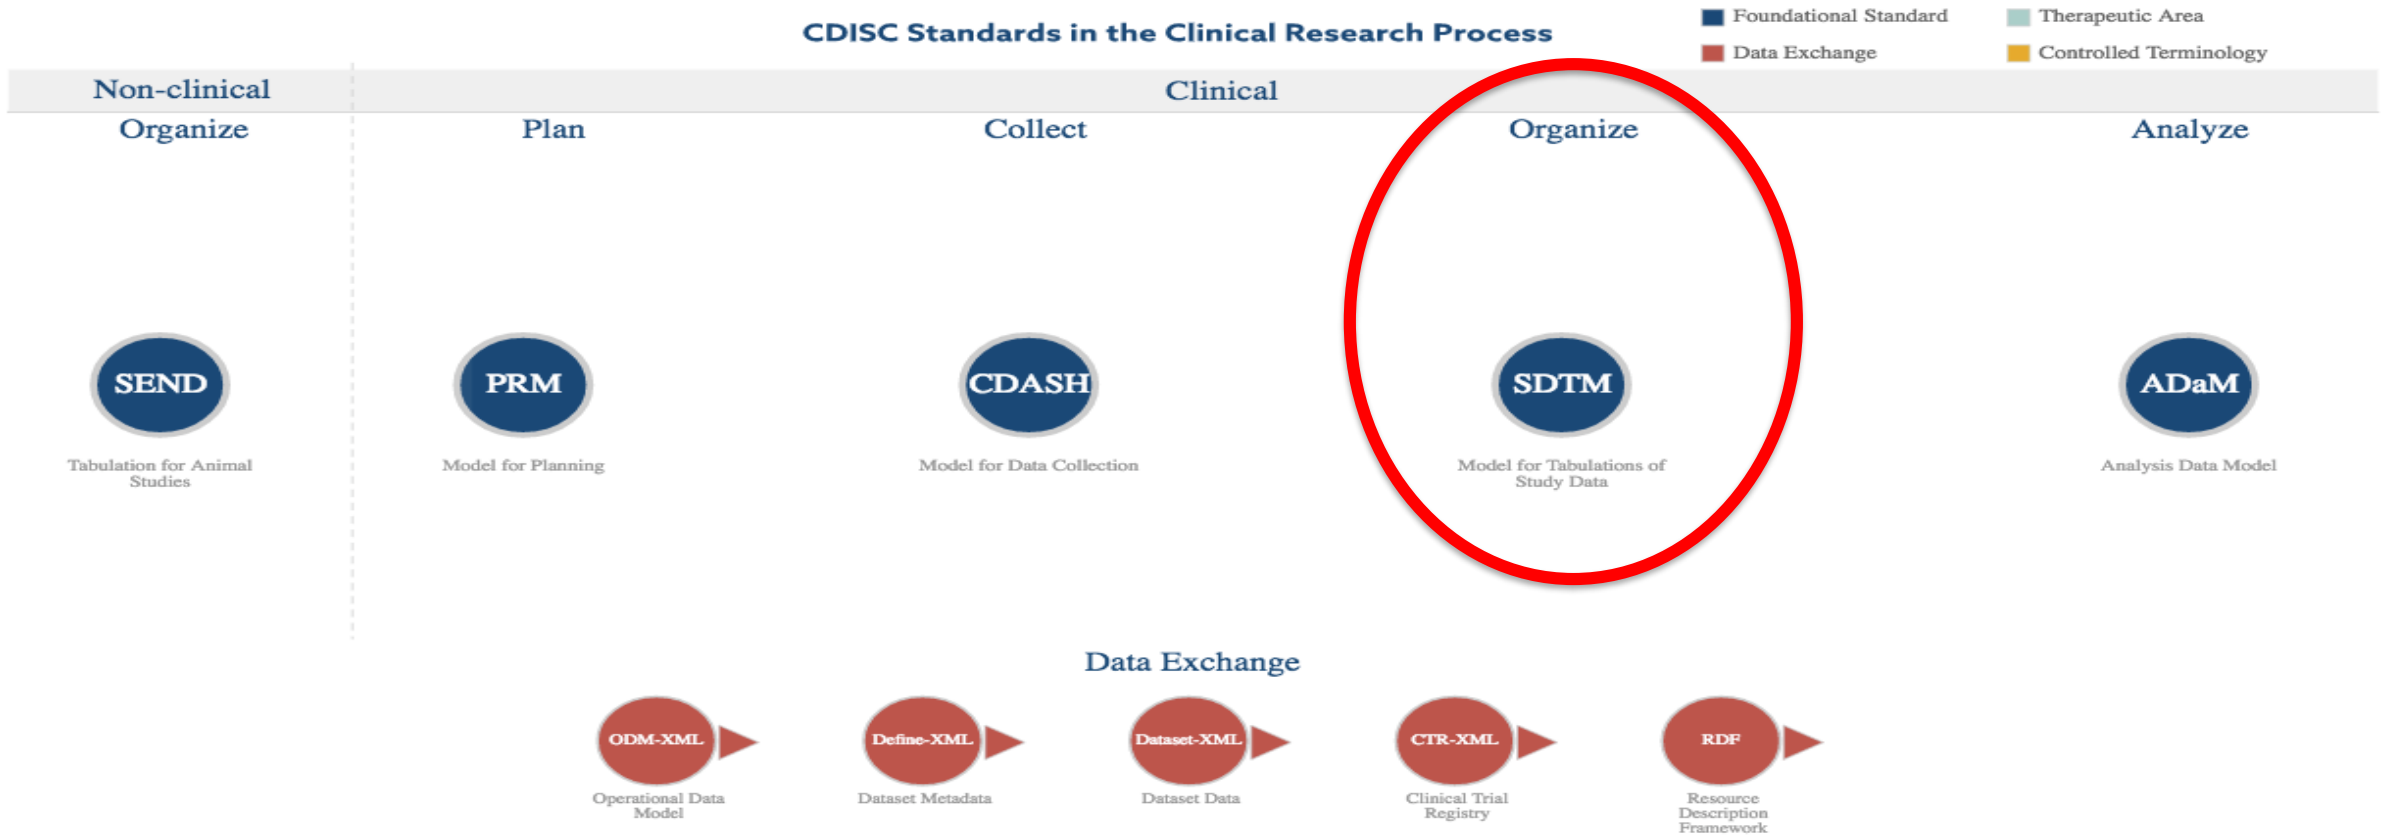 CDISC Standards in the Clinical Research Process
Foundational Standard
Therapeutic Area
Data Exchange
Controlled Terminology
Non-clinical
Clinical
Organize
Plan
Collect
Organize
Analyze
SEND
PRM
CDASH
SDTM
ADaM
Tabulation for Animal
Studies
Model for Planning
Model for Data Collection
Model for Tabulations of
Study Data
Analysis Data Model
Data Exchange
ODM-XML
Define-XML
Dataset-XML
CTR-XML
RDF
Operational Data
Model
Dataset Metadata
Dataset Data
Clinical Trial
Registry
Resource
Description
Framework